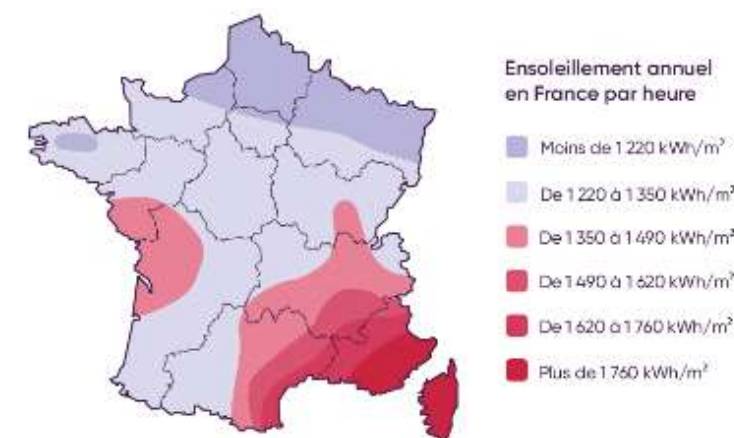 Ensoleillement annuel
en France par heure
Moins de 1 220 kWh/m²
De 1 220 à 1 350 kWh/m²
De 1 350 à 1 490 kWh/m²
De 1 490 à 1 620 kWh/m²
De 1 620 à 1 760 kWh/m²
Plus de 1 760 kWh/m²